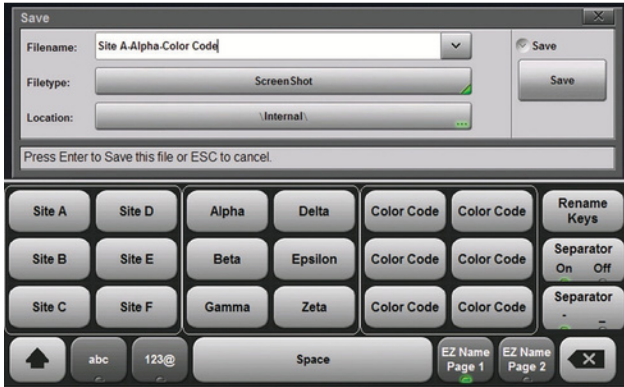 Save
Filename: Site A-Alpha-Color Code Save
Filetype: ScreenShot Save
Location: \Internal\ ...
Press Enter to Save this file or ESC to cancel.
Site A Site D Alpha Delta Color Code Color Code Rename Keys
Site B Site E Beta Epsilon Color Code Color Code Separator On Off
Site C Site F Gamma Zeta Color Code Color Code Separator - _
abc 123@ Space EZ Name Page 1 EZ Name Page 2